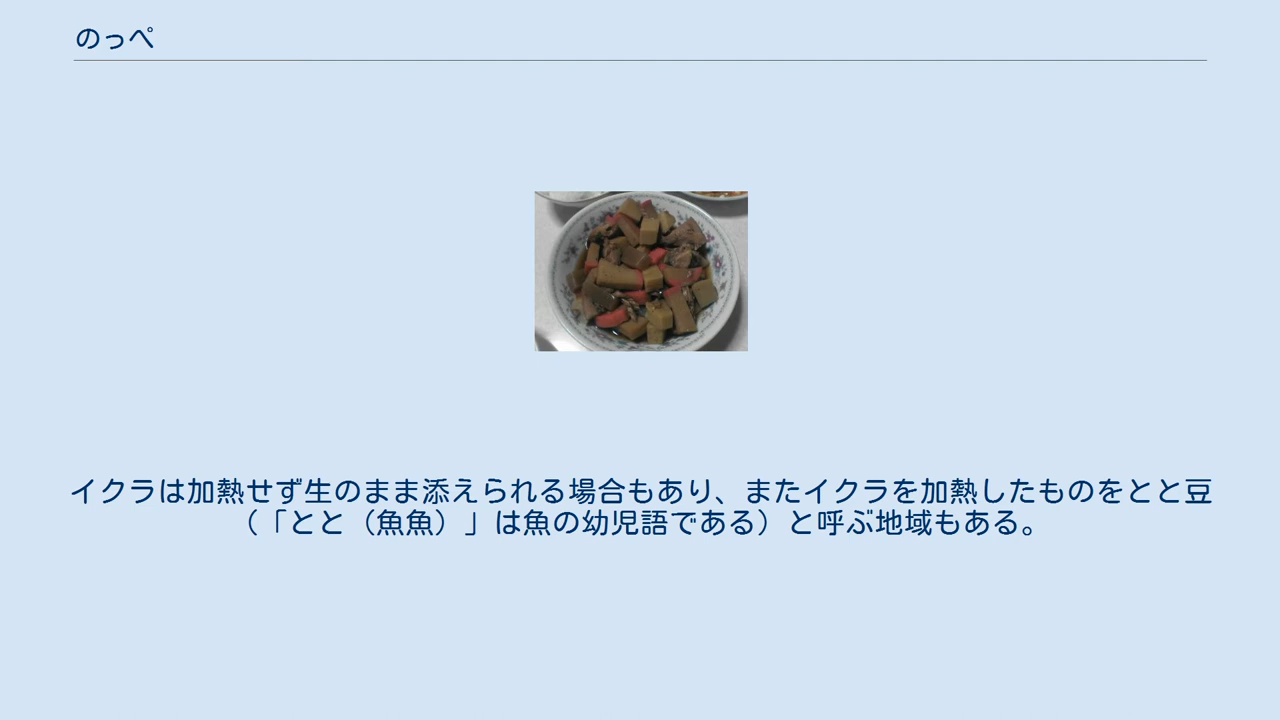 のっぺ
イクラは加熱せず生のまま添えられる場合もあり、またイクラを加熱したものをとと豆
（「とと（魚魚）」は魚の幼児語である）と呼ぶ地域もある。